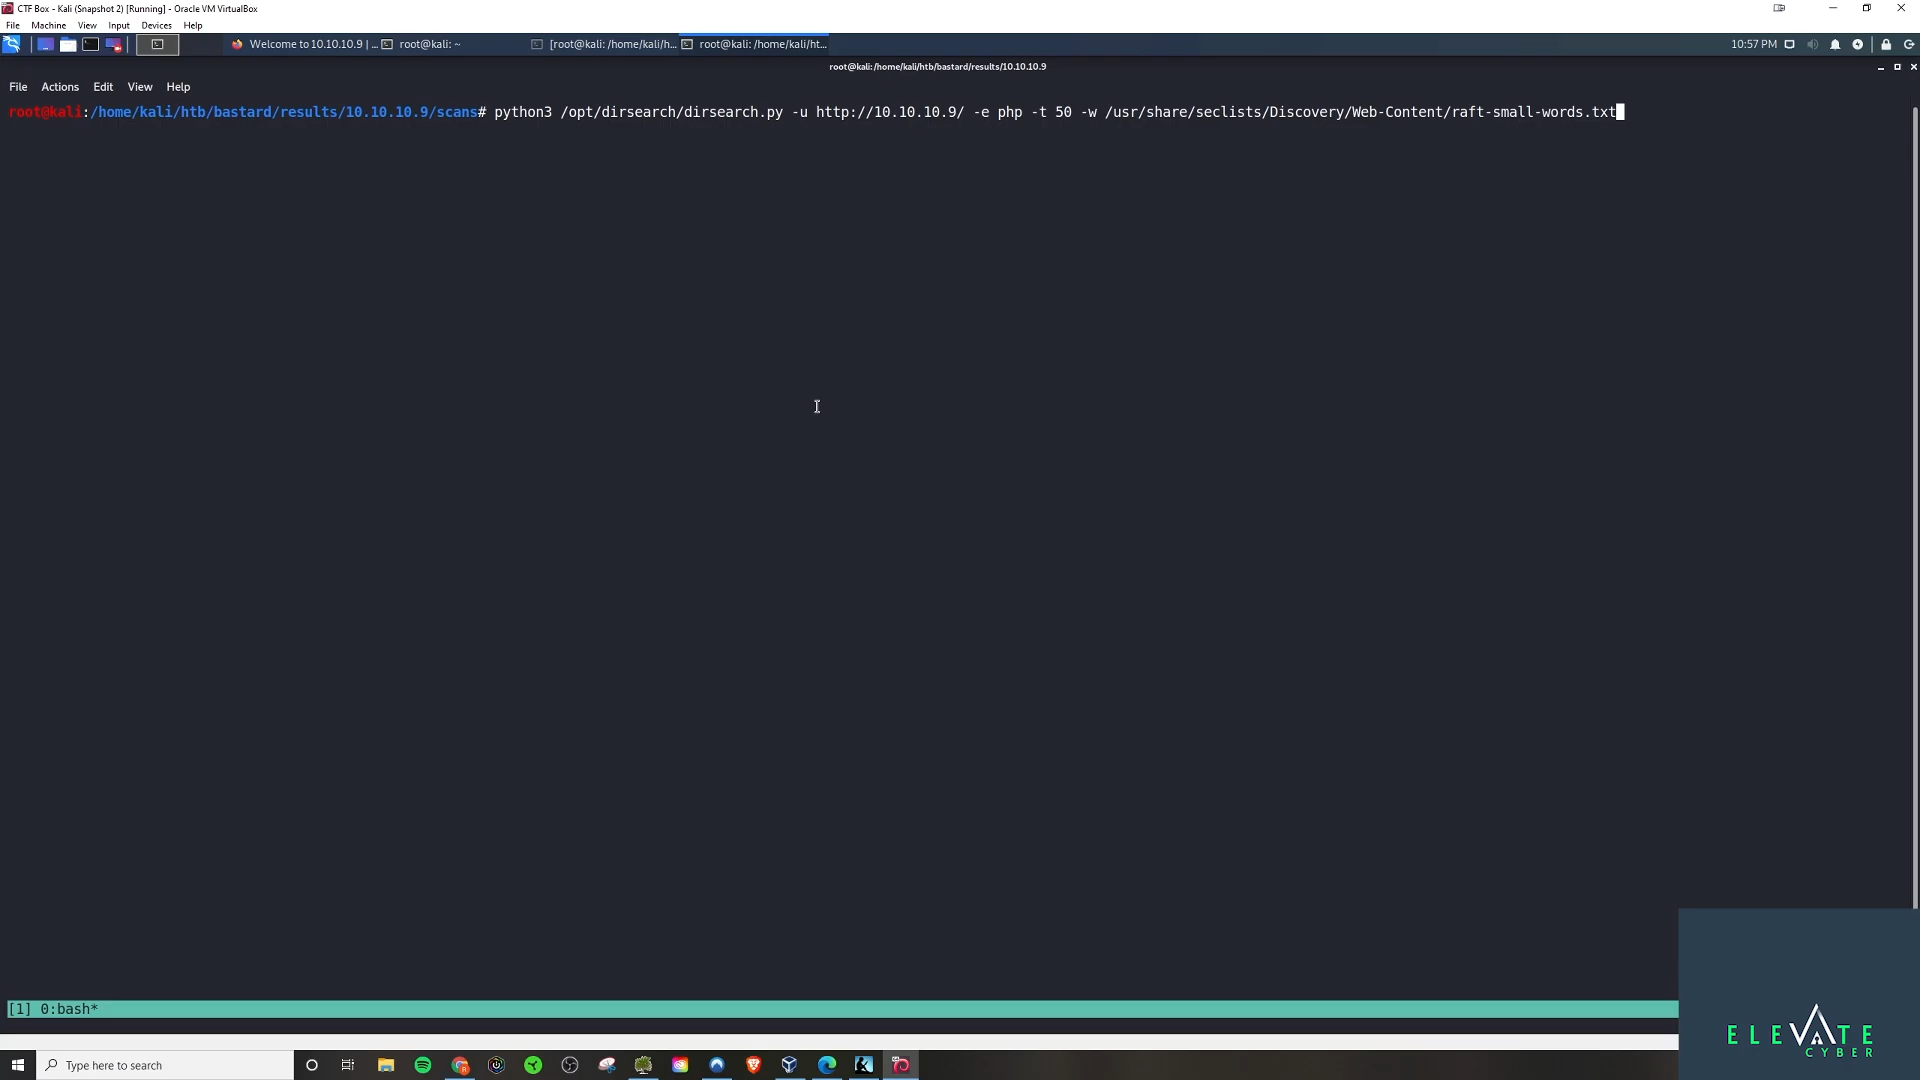 CTF Box - Kali (Snapshot 2) [Running] - Oracle VM VirtualBox
File Machine View Input Devices Help
Welcome to 10.10.10.9 | ... root@kali: ~ [root@kali: /home/kali/h... root@kali: /home/kali/ht... 10:57 PM
root@kali: /home/kali/htb/bastard/results/10.10.10.9
File Actions Edit View Help
root@kali:/home/kali/htb/bastard/results/10.10.10.9/scans# python3 /opt/dirsearch/dirsearch.py -u http://10.10.10.9/ -e php -t 50 -w /usr/share/seclists/Discovery/Web-Content/raft-small-words.txt
[1] 0:bash*
ELEVATE
CYBER
Type here to search